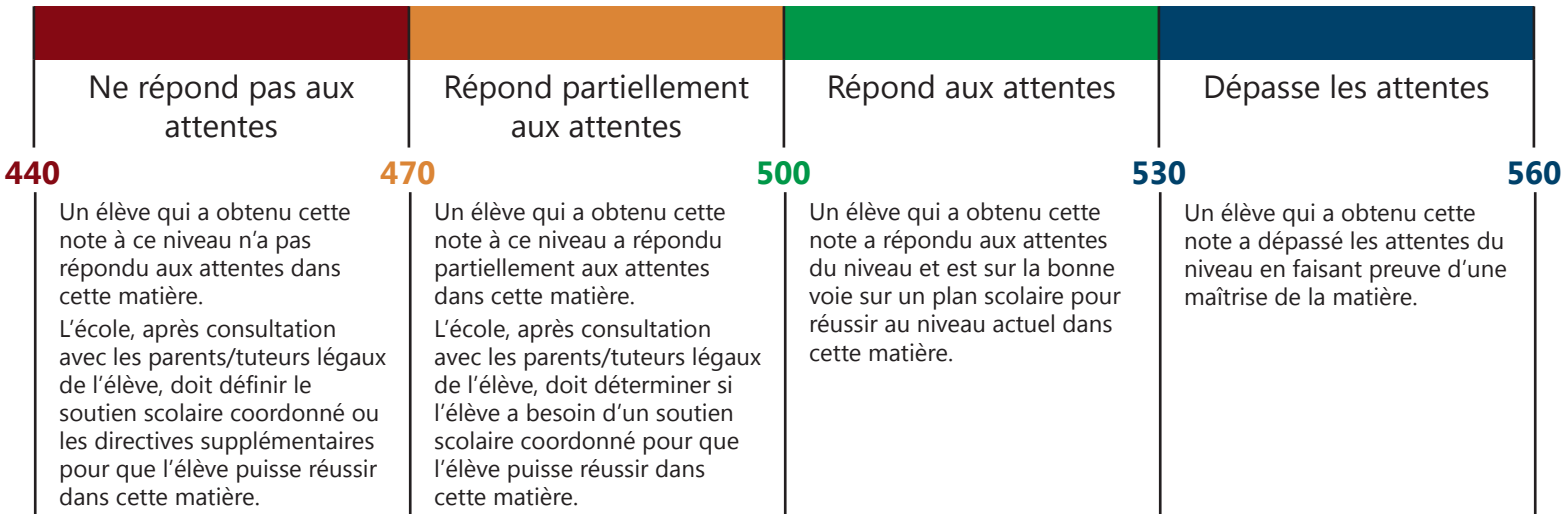 Ne répond pas aux
attentes
Répond partiellement
aux attentes
Répond aux attentes
Dépasse les attentes
440
470
500
530
560
Un élève qui a obtenu cette
note à ce niveau n'a pas
répondu aux attentes dans
cette matière.
L'école, après consultation
avec les parents/tuteurs légaux
de l'élève, doit définir le
soutien scolaire coordonné ou
les directives supplémentaires
pour que l'élève puisse réussir
dans cette matière.
Un élève qui a obtenu cette
note à ce niveau a répondu
partiellement aux attentes
dans cette matière.
L'école, après consultation
avec les parents/tuteurs légaux
de l'élève, doit déterminer si
l'élève a besoin d'un soutien
scolaire coordonné pour que
l'élève puisse réussir dans
cette matière.
Un élève qui a obtenu cette
note a répondu aux attentes
du niveau et est sur la bonne
voie sur un plan scolaire pour
réussir au niveau actuel dans
cette matière.
Un élève qui a obtenu cette
note a dépassé les attentes du
niveau en faisant preuve d'une
maîtrise de la matière.